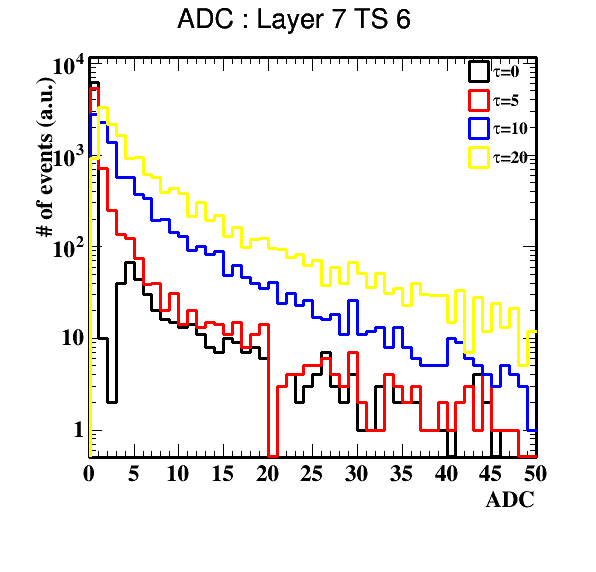 ADC : Layer 7 TS 6
# of events (a.u.)
10^4
10^3
10^2
10
1
τ=0
τ=5
τ=10
τ=20
0 5 10 15 20 25 30 35 40 45 50
ADC